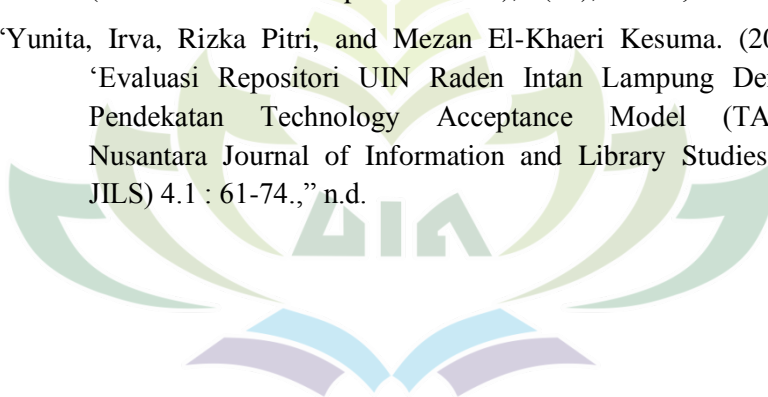 “Yunita, Irva, Rizka Pitri, and Mezan El-Khaeri Kesuma. (20
‘Evaluasi Repositori UIN Raden Intan Lampung De
Pendekatan Technology Acceptance Model (TA
Nusantara Journal of Information and Library Studies
JILS) 4.1 : 61-74.,” n.d.
UIN